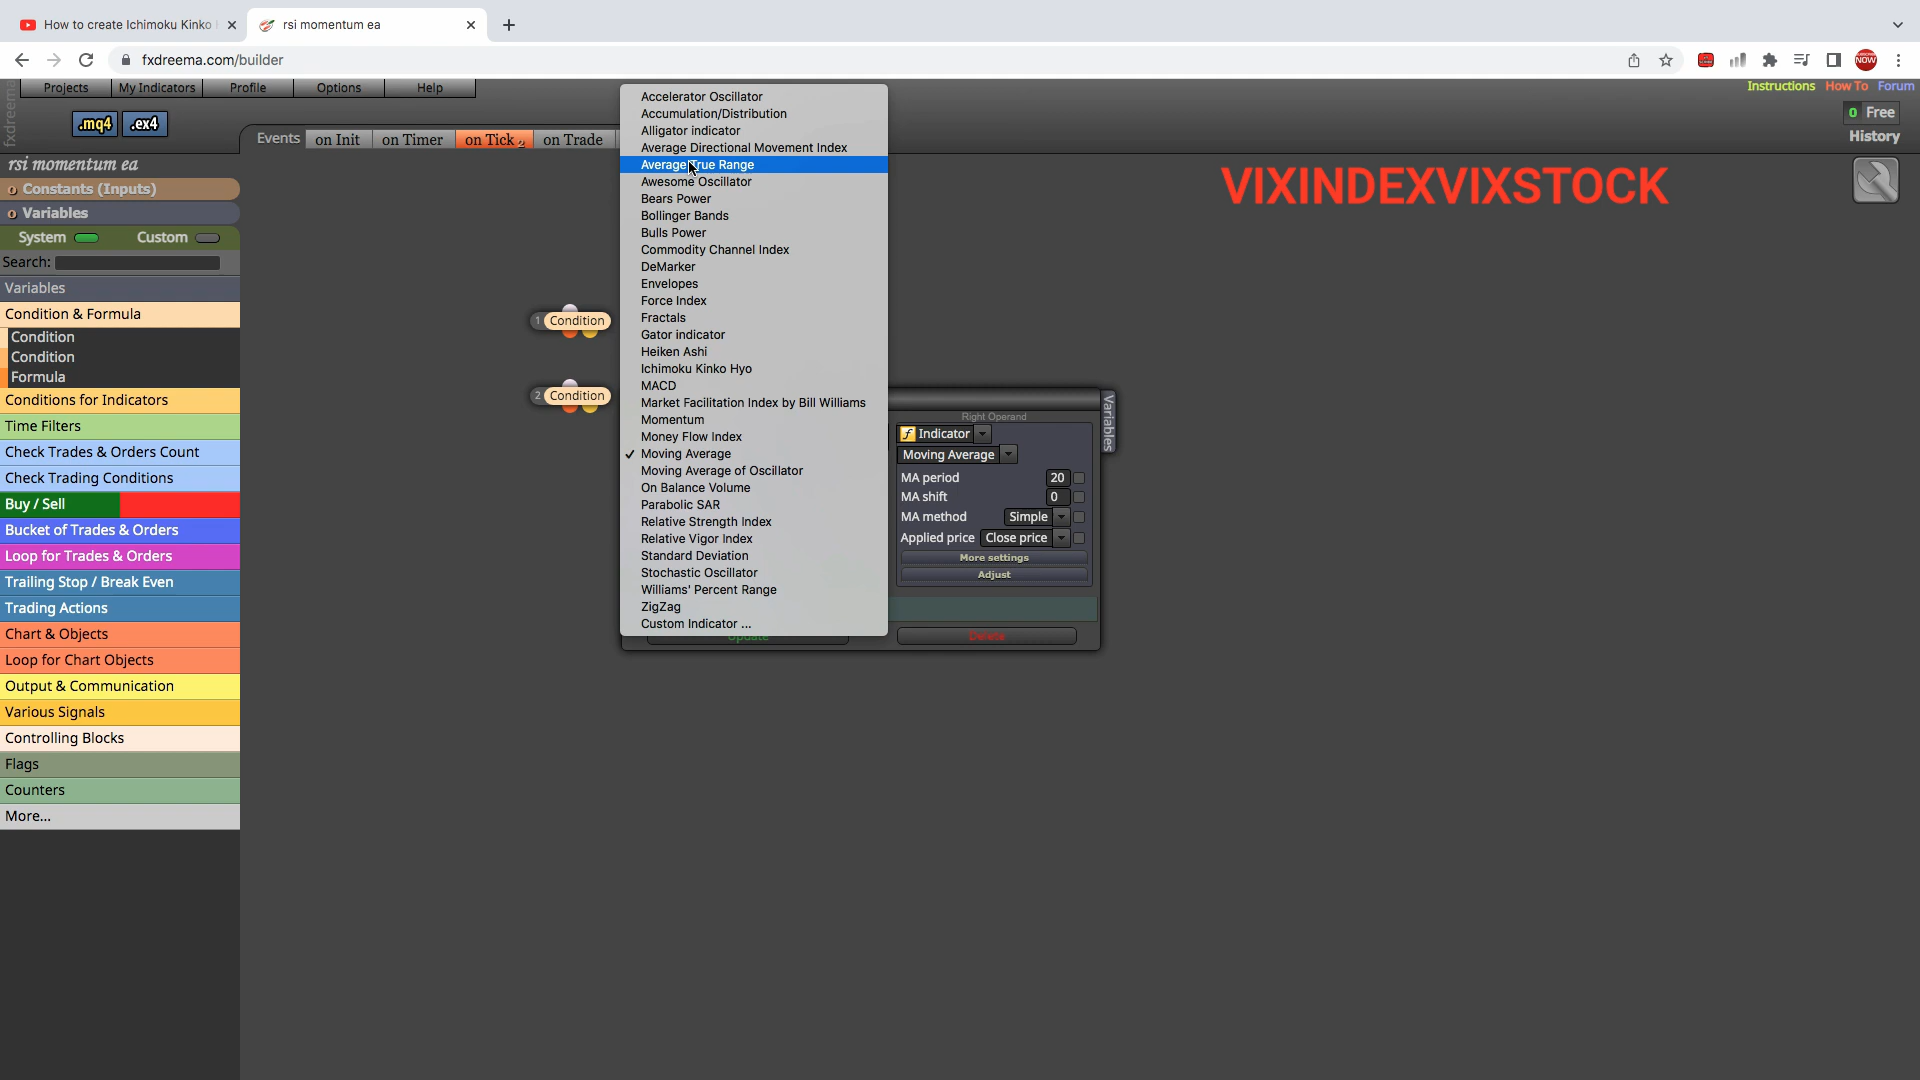 How to create Ichimoku Kinko
rsi momentum ea
fxdreema.com/builder
NOW
Projects
My Indicators
Profile
Options
Help
Instructions
How To
Forum
fxdreema
.mq4
.ex4
0 Free
History
Events
on Init
on Timer
on Tick 2
on Trade
rsi momentum ea
0 Constants (Inputs)
0 Variables
System
Custom
Search:
Variables
Condition & Formula
Condition
Condition
Formula
Conditions for Indicators
Time Filters
Check Trades & Orders Count
Check Trading Conditions
Buy / Sell
Bucket of Trades & Orders
Loop for Trades & Orders
Trailing Stop / Break Even
Trading Actions
Chart & Objects
Loop for Chart Objects
Output & Communication
Various Signals
Controlling Blocks
Flags
Counters
More...
1 Condition
2 Condition
Accelerator Oscillator
Accumulation/Distribution
Alligator indicator
Average Directional Movement Index
Average True Range
Awesome Oscillator
Bears Power
Bollinger Bands
Bulls Power
Commodity Channel Index
DeMarker
Envelopes
Force Index
Fractals
Gator indicator
Heiken Ashi
Ichimoku Kinko Hyo
MACD
Market Facilitation Index by Bill Williams
Momentum
Money Flow Index
✓ Moving Average
Moving Average of Oscillator
On Balance Volume
Parabolic SAR
Relative Strength Index
Relative Vigor Index
Standard Deviation
Stochastic Oscillator
Williams' Percent Range
ZigZag
Custom Indicator ...
Update
VIXINDEXVIXSTOCK
Right Operand
f Indicator
Moving Average
MA period 20
MA shift 0
MA method Simple
Applied price Close price
More settings
Adjust
Delete
Variables